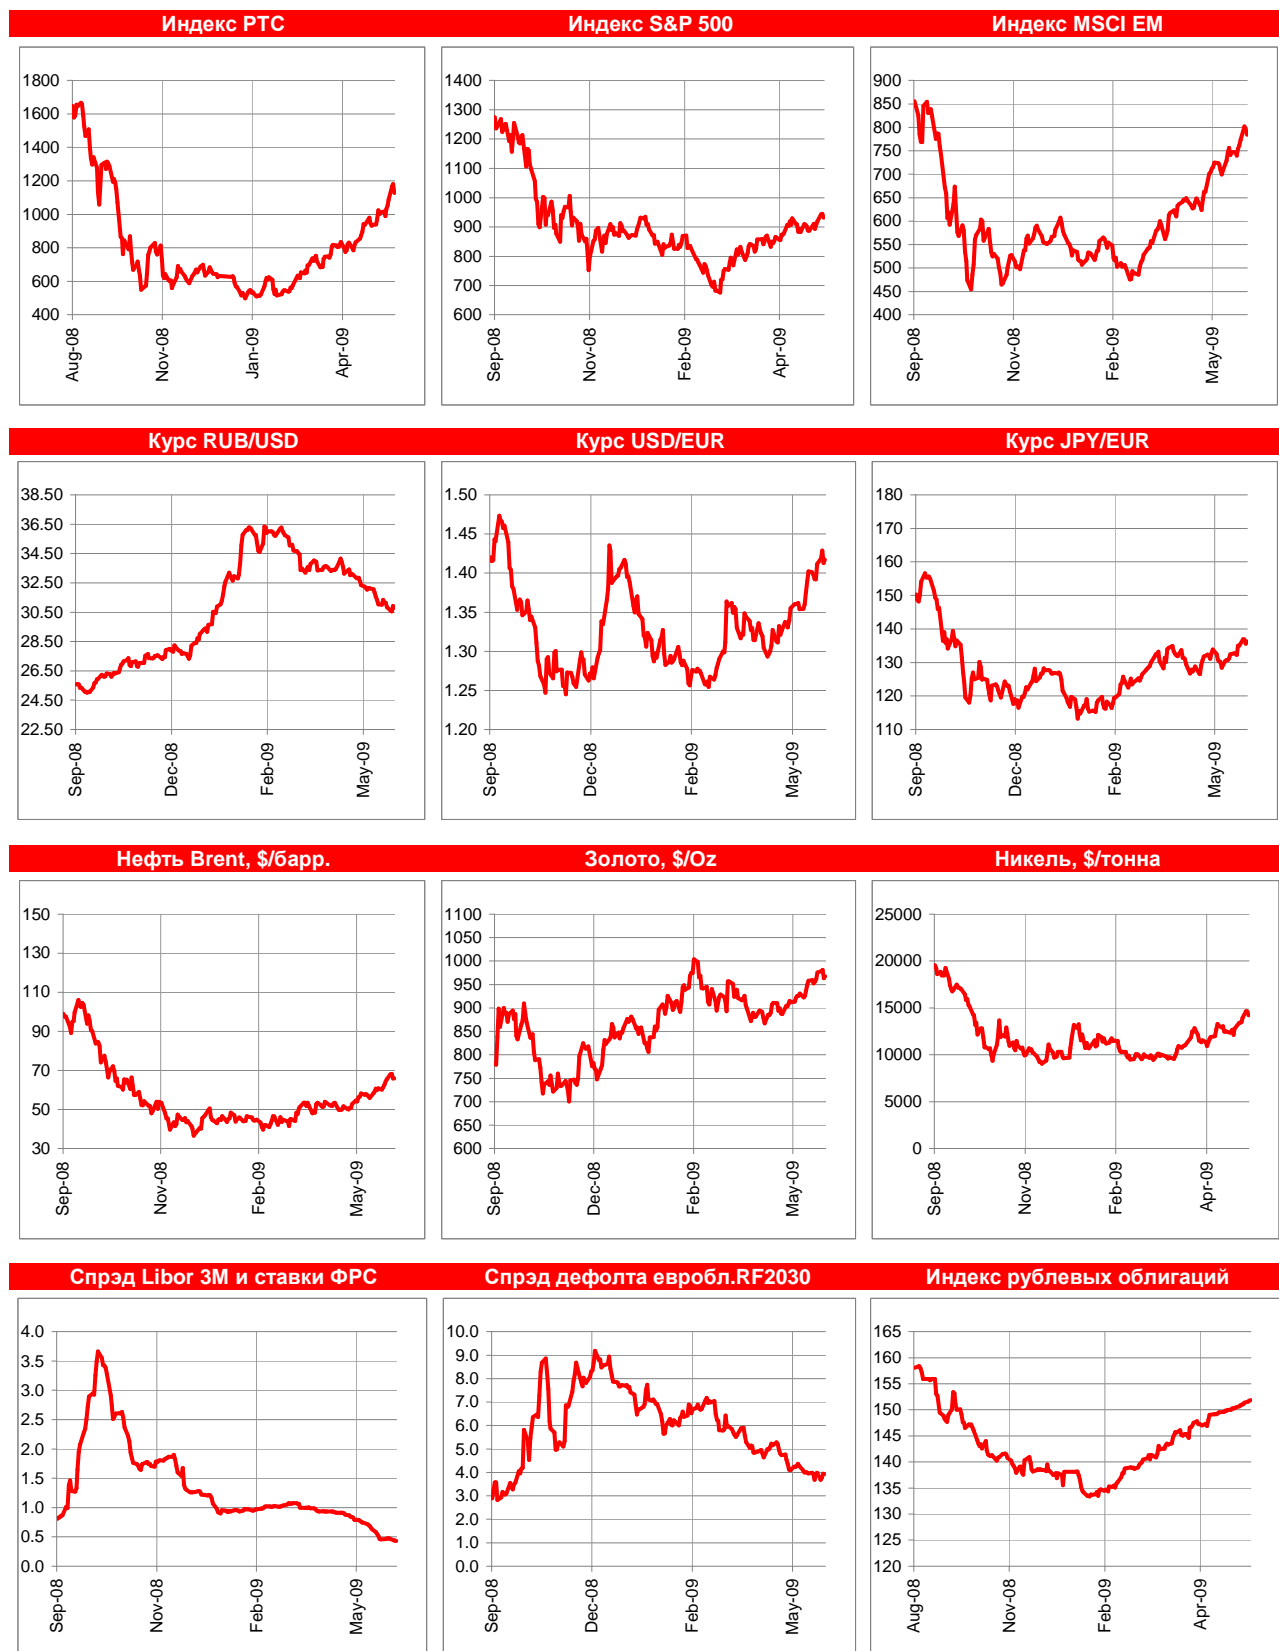 Индекс РТС
1800
1600
1400
1200
1000
800
600
400
Aug-08
Nov-08
Jan-09
Apr-09
Индекс S&P 500
1400
1300
1200
1100
1000
900
800
700
600
Sep-08
Nov-08
Feb-09
Apr-09
Индекс MSCI EM
900
850
800
750
700
650
600
550
500
450
400
Sep-08
Nov-08
Feb-09
May-09
Курс RUB/USD
38.50
36.50
34.50
32.50
30.50
28.50
26.50
24.50
22.50
Sep-08
Dec-08
Feb-09
May-09
Курс USD/EUR
1.50
1.45
1.40
1.35
1.30
1.25
1.20
Sep-08
Dec-08
Feb-09
May-09
Курс JPY/EUR
180
170
160
150
140
130
120
110
Sep-08
Dec-08
Feb-09
May-09
Нефть Brent, $/барр.
150
130
110
90
70
50
30
Sep-08
Nov-08
Feb-09
May-09
Золото, $/Oz
1100
1050
1000
950
900
850
800
750
700
650
600
Sep-08
Dec-08
Feb-09
May-09
Никель, $/тонна
25000
20000
15000
10000
5000
0
Sep-08
Nov-08
Feb-09
Apr-09
Спрэд Libor 3M и ставки ФРС
4.0
3.5
3.0
2.5
2.0
1.5
1.0
0.5
0.0
Sep-08
Nov-08
Feb-09
May-09
Спрэд дефолта евробл.RF2030
10.0
9.0
8.0
7.0
6.0
5.0
4.0
3.0
2.0
1.0
0.0
Sep-08
Dec-08
Feb-09
May-09
Индекс рублевых облигаций
165
160
155
150
145
140
135
130
125
120
Aug-08
Nov-08
Feb-09
Apr-09